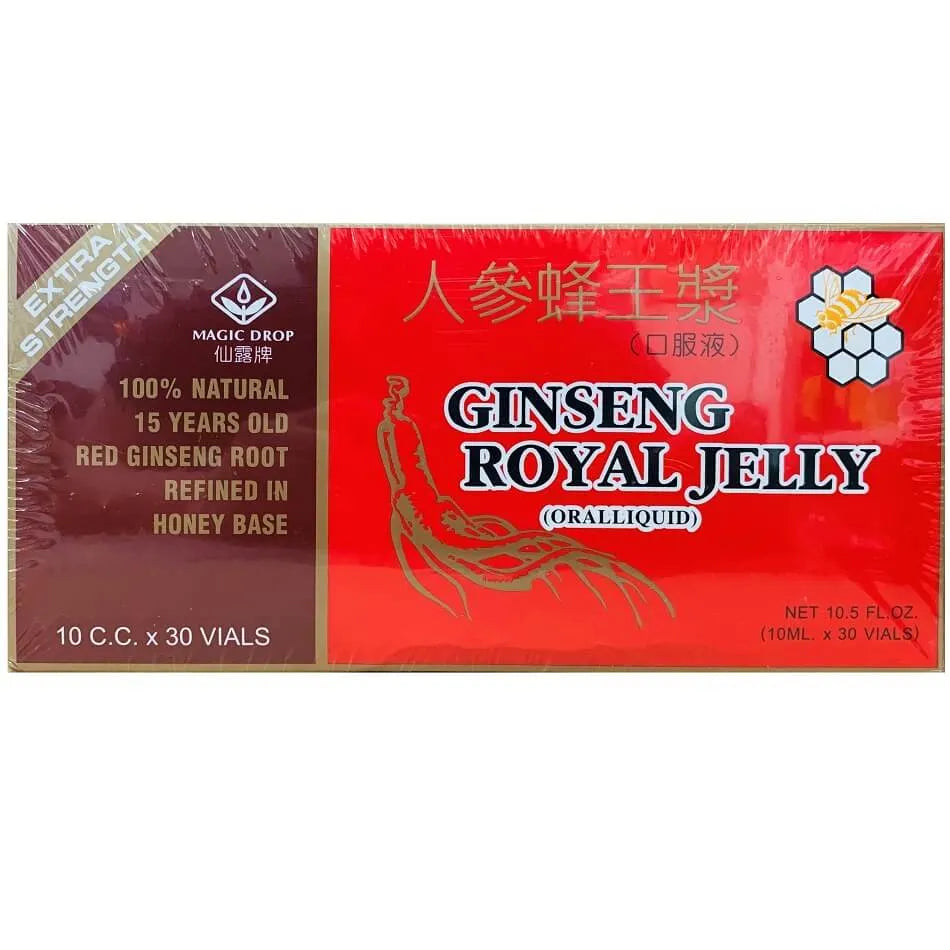 EXTRA
STRENGTH
MAGIC DROP
仙露牌
100% NATURAL
15 YEARS OLD
RED GINSENG ROOT
REFINED IN
HONEY BASE
10 C.C. x 30 VIALS
人參蜂王漿
(口服液)
GINSENG
ROYAL JELLY
(ORALLIQUID)
NET 10.5 FL.OZ.
(10ML. x 30 VIALS)